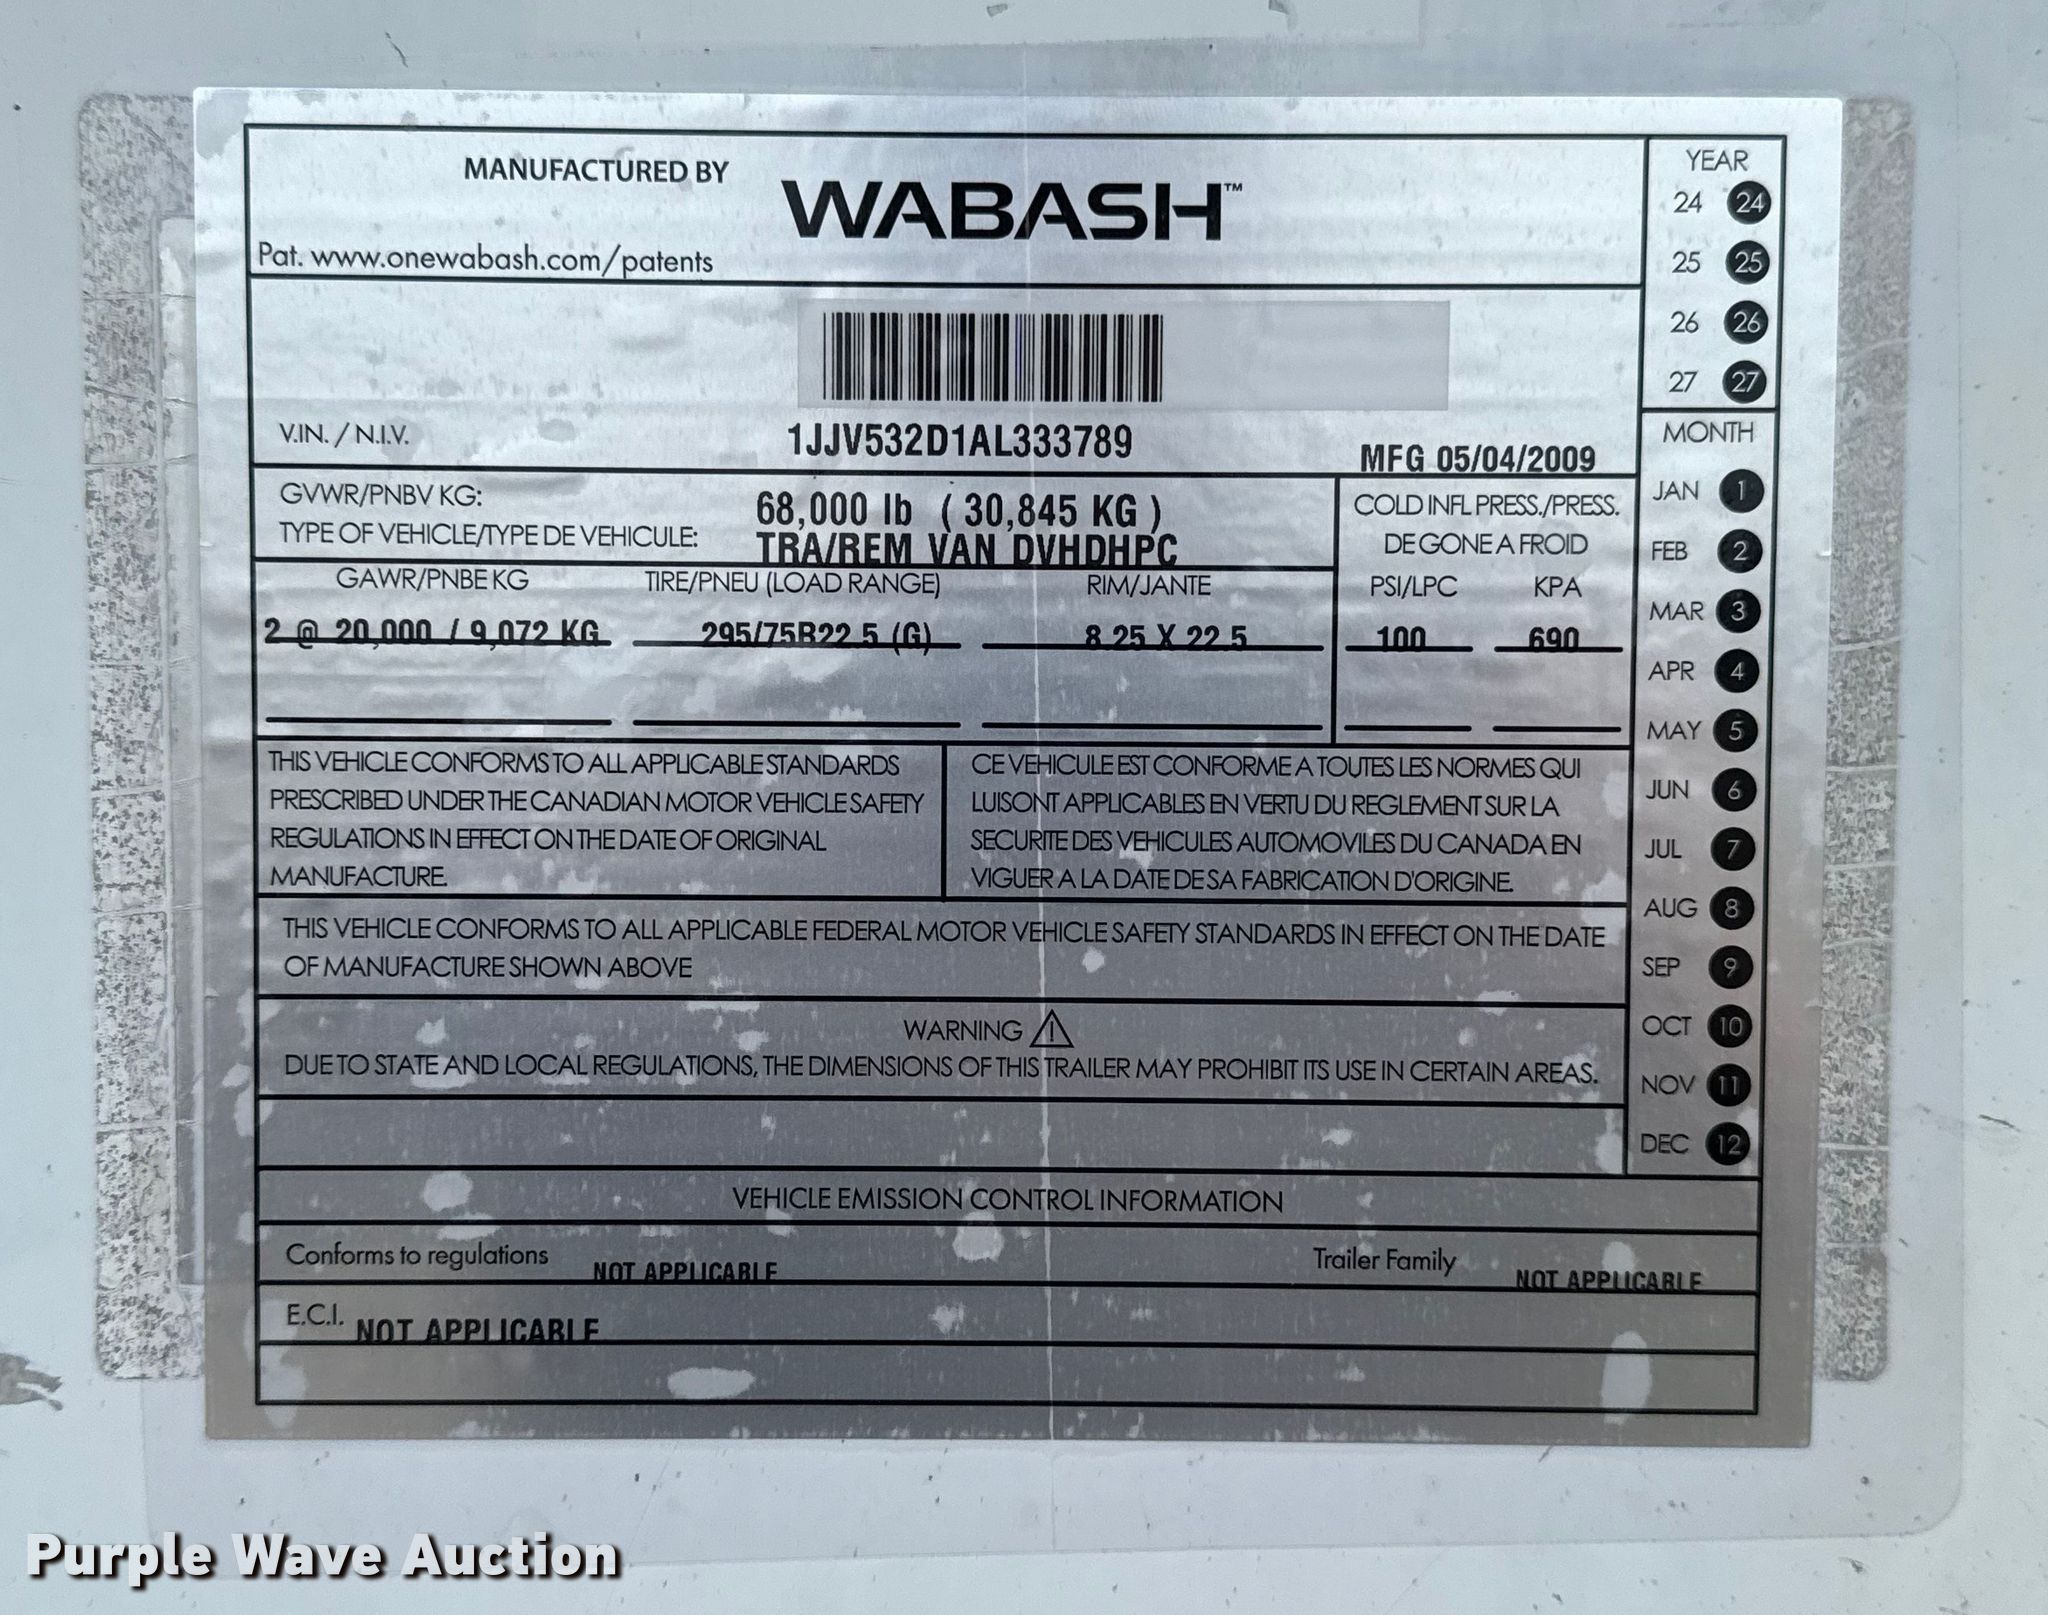 MANUFACTURED BY
WABASH™
Pat. www.onewabash.com/patents
V.IN. / N.I.V.
1JJV532D1AL333789
MFG 05/04/2009
GVWR/PNBV KG:
68,000 lb ( 30,845 KG )
TYPE OF VEHICLE/TYPE DE VEHICULE:
TRA/REM VAN DVHDHPC
COLD INFL PRESS./PRESS.
DE GONE A FROID
GAWR/PNBE KG
TIRE/PNEU (LOAD RANGE)
RIM/JANTE
PSI/LPC
KPA
2 @ 20,000 / 9,072 KG
295/75R22.5 (G)
8.25 X 22.5
100
690
THIS VEHICLE CONFORMS TO ALL APPLICABLE STANDARDS
PRESCRIBED UNDER THE CANADIAN MOTOR VEHICLE SAFETY
REGULATIONS IN EFFECT ON THE DATE OF ORIGINAL
MANUFACTURE.
CE VEHICULE EST CONFORME A TOUTES LES NORMES QUI
LUISONT APPLICABLES EN VERTU DU REGLEMENT SUR LA
SECURITE DES VEHICULES AUTOMOVILES DU CANADA EN
VIGUER A LA DATE DE SA FABRICATION D'ORIGINE.
THIS VEHICLE CONFORMS TO ALL APPLICABLE FEDERAL MOTOR VEHICLE SAFETY STANDARDS IN EFFECT ON THE DATE
OF MANUFACTURE SHOWN ABOVE
WARNING
DUE TO STATE AND LOCAL REGULATIONS, THE DIMENSIONS OF THIS TRAILER MAY PROHIBIT ITS USE IN CERTAIN AREAS.
VEHICLE EMISSION CONTROL INFORMATION
Conforms to regulations
NOT APPLICABLE
Trailer Family
NOT APPLICABLE
E.C.I.
NOT APPLICABLE
YEAR
24 24
25 25
26 26
27 27
MONTH
JAN 1
FEB 2
MAR 3
APR 4
MAY 5
JUN 6
JUL 7
AUG 8
SEP 9
OCT 10
NOV 11
DEC 12
Purple Wave Auction